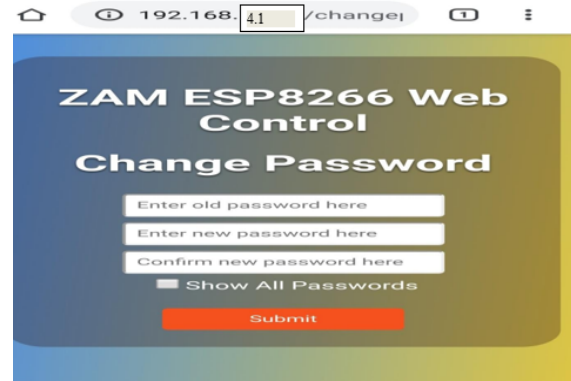 192.168. 4.1 /changep
1
ZAM ESP8266 Web
Control
Change Password
Enter old password here
Enter new password here
Confirm new password here
Show All Passwords
Submit